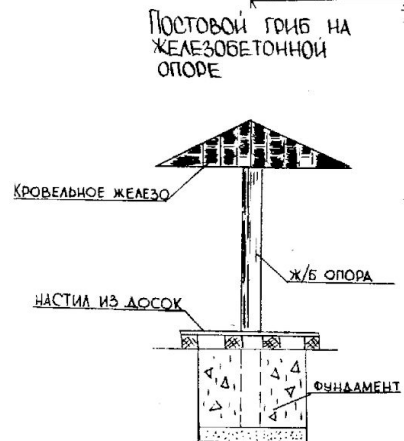 Постовой гриб на
железобетонной
опоре
Кровельное железо
Ж/б опора
Настил из досок
Фундамент